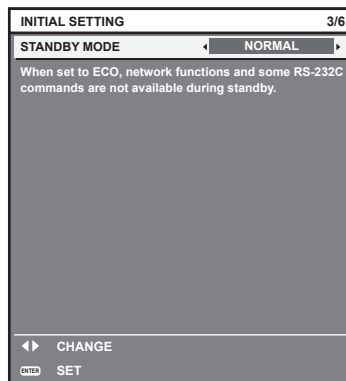 INITIAL SETTING 3/6
STANDBY MODE NORMAL
When set to ECO, network functions and some RS-232C
commands are not available during standby.
CHANGE
ENTER SET